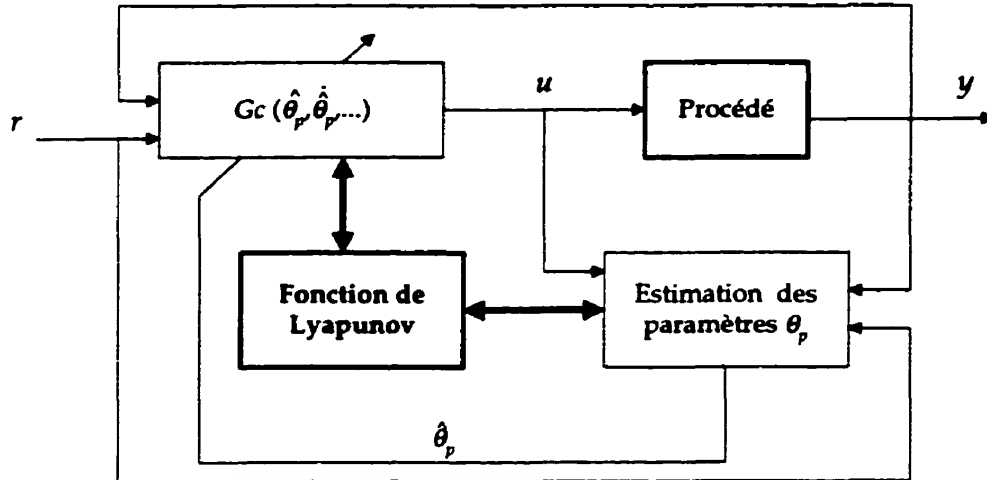 r
Gc (θ̂ₚ, θ̂̇ₚ,...)
u
Procédé
y
Fonction de
Lyapunov
Estimation des
paramètres θₚ
θ̂ₚ